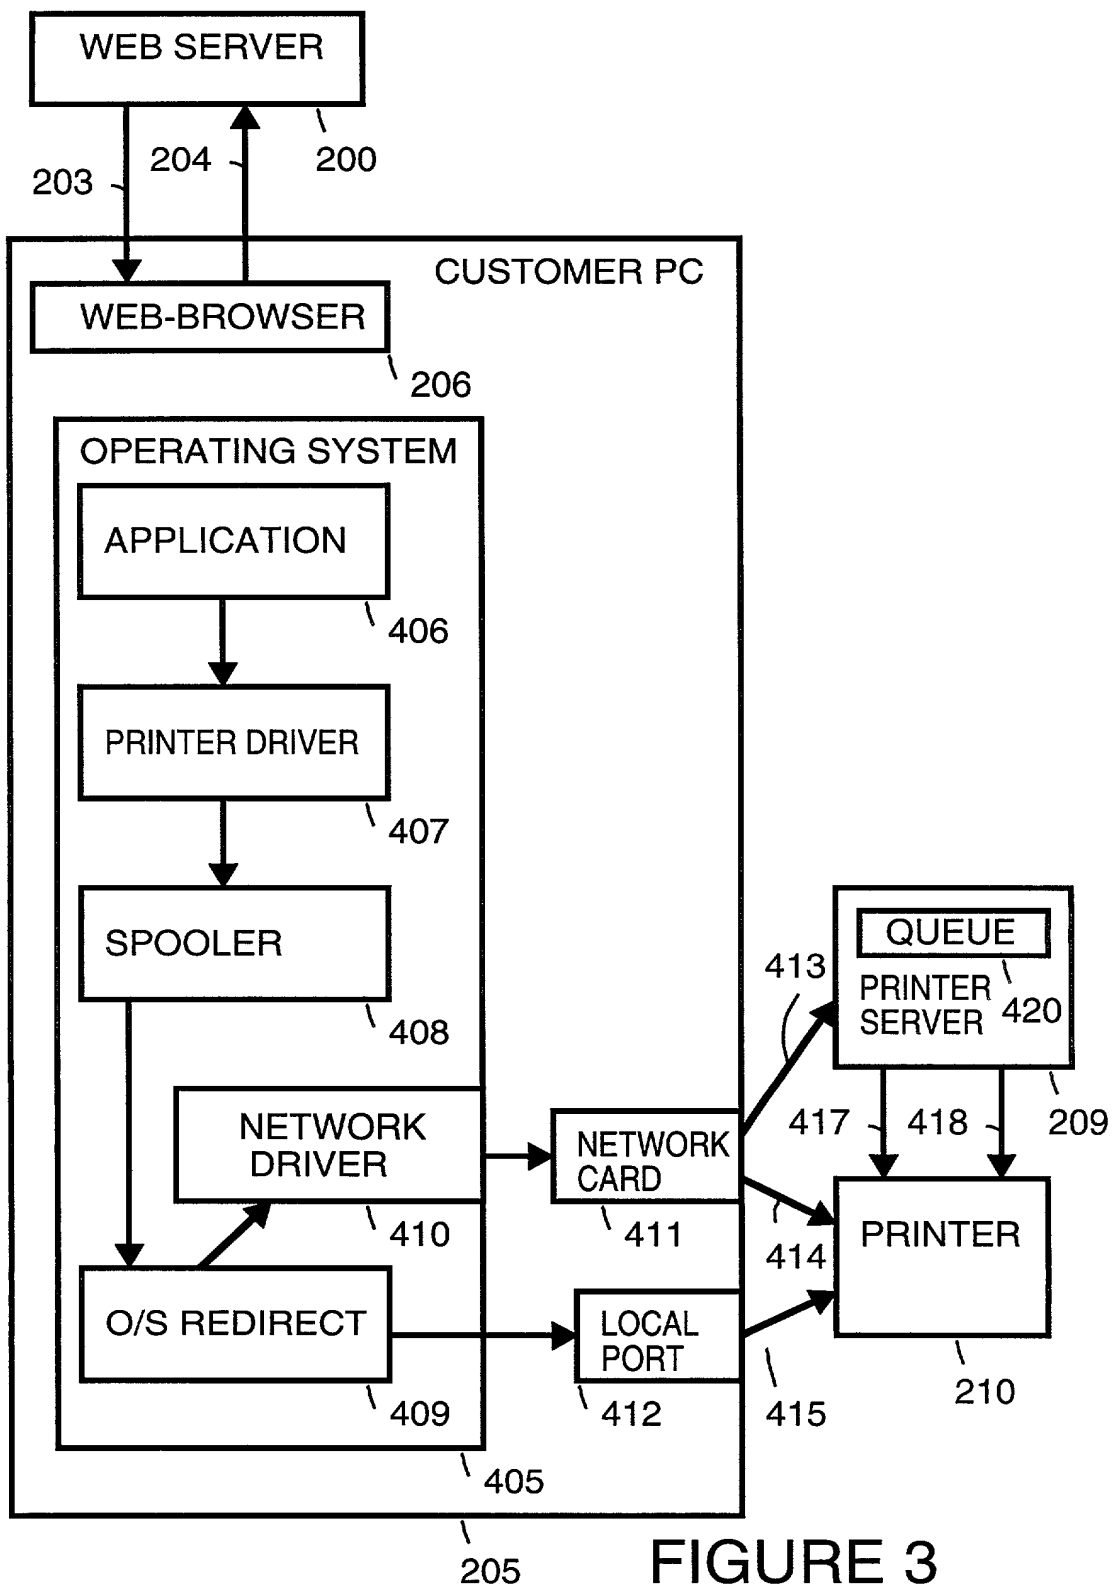 WEB SERVER
200
203
204
CUSTOMER PC
WEB-BROWSER
206
OPERATING SYSTEM
APPLICATION
406
PRINTER DRIVER
407
SPOOLER
408
NETWORK
DRIVER
410
O/S REDIRECT
409
405
205
NETWORK
CARD
411
LOCAL
PORT
412
413
414
415
QUEUE
420
PRINTER
SERVER
209
417
418
PRINTER
210
FIGURE 3